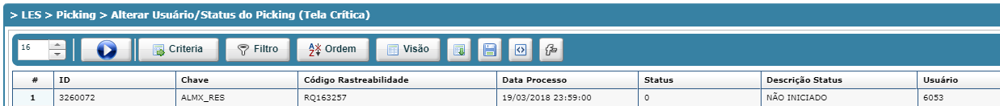 > LES > Picking > Alterar Usuário/Status do Picking (Tela Crítica)
16 Criteria Filtro Ordem Visão
# ID Chave Código Rastreabilidade Data Processo Status Descrição Status Usuário
1 3260072 ALMX_RES RQ163257 19/03/2018 23:59:00 0 NÃO INICIADO 6053